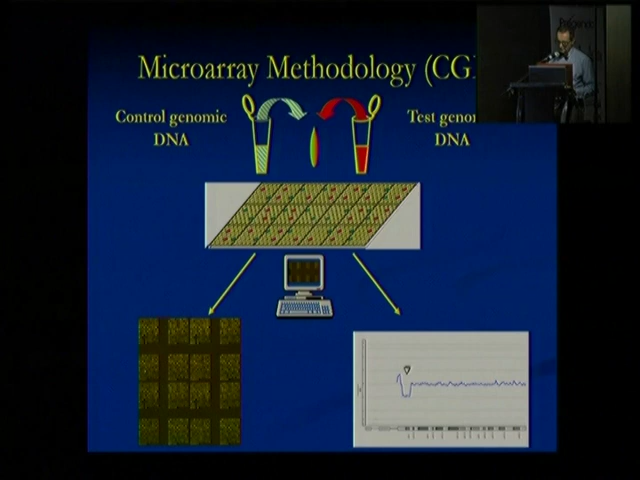 Microarray Methodology (CG
Control genomic
DNA
Test genom
DNA